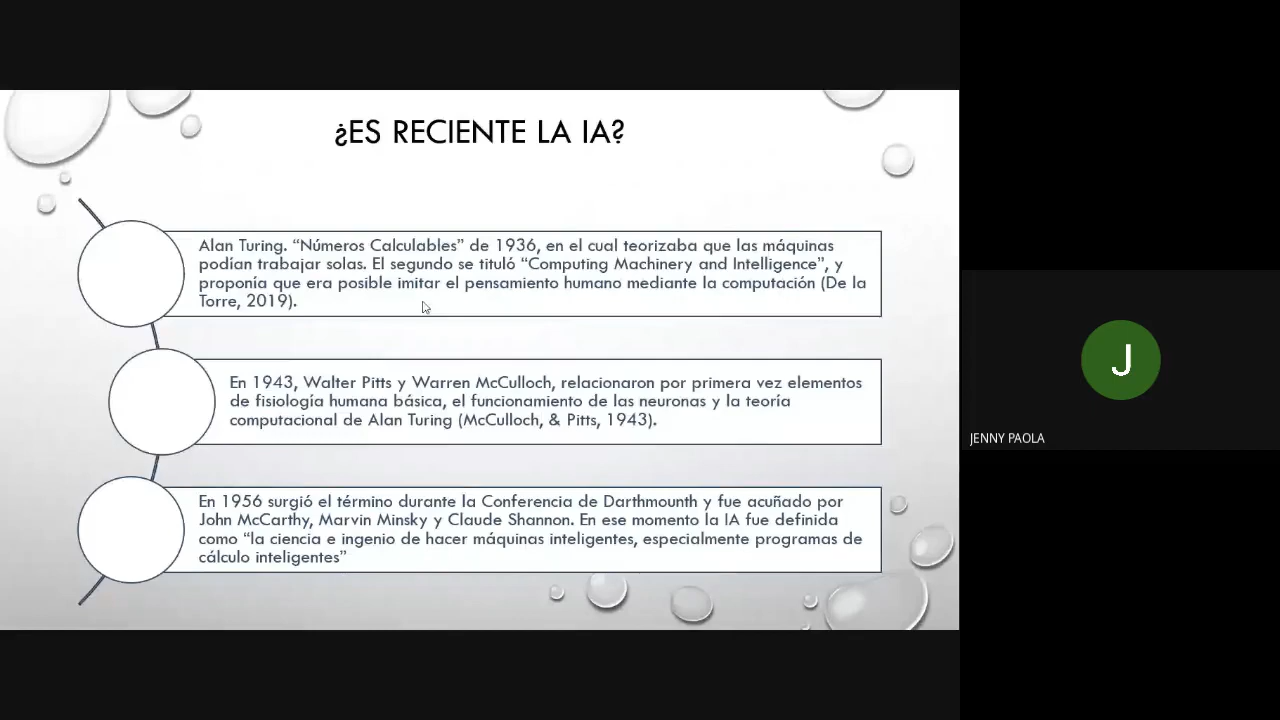 ¿ES RECIENTE LA IA?
Alan Turing. “Números Calculables” de 1936, en el cual teorizaba que las máquinas
podían trabajar solas. El segundo se tituló “Computing Machinery and Intelligence”, y
proponía que era posible imitar el pensamiento humano mediante la computación (De la
Torre, 2019).
En 1943, Walter Pitts y Warren McCulloch, relacionaron por primera vez elementos
de fisiología humana básica, el funcionamiento de las neuronas y la teoría
computacional de Alan Turing (McCulloch, & Pitts, 1943).
En 1956 surgió el término durante la Conferencia de Darthmounth y fue acuñado por
John McCarthy, Marvin Minsky y Claude Shannon. En ese momento la IA fue definida
como “la ciencia e ingenio de hacer máquinas inteligentes, especialmente programas de
cálculo inteligentes”
J
JENNY PAOLA